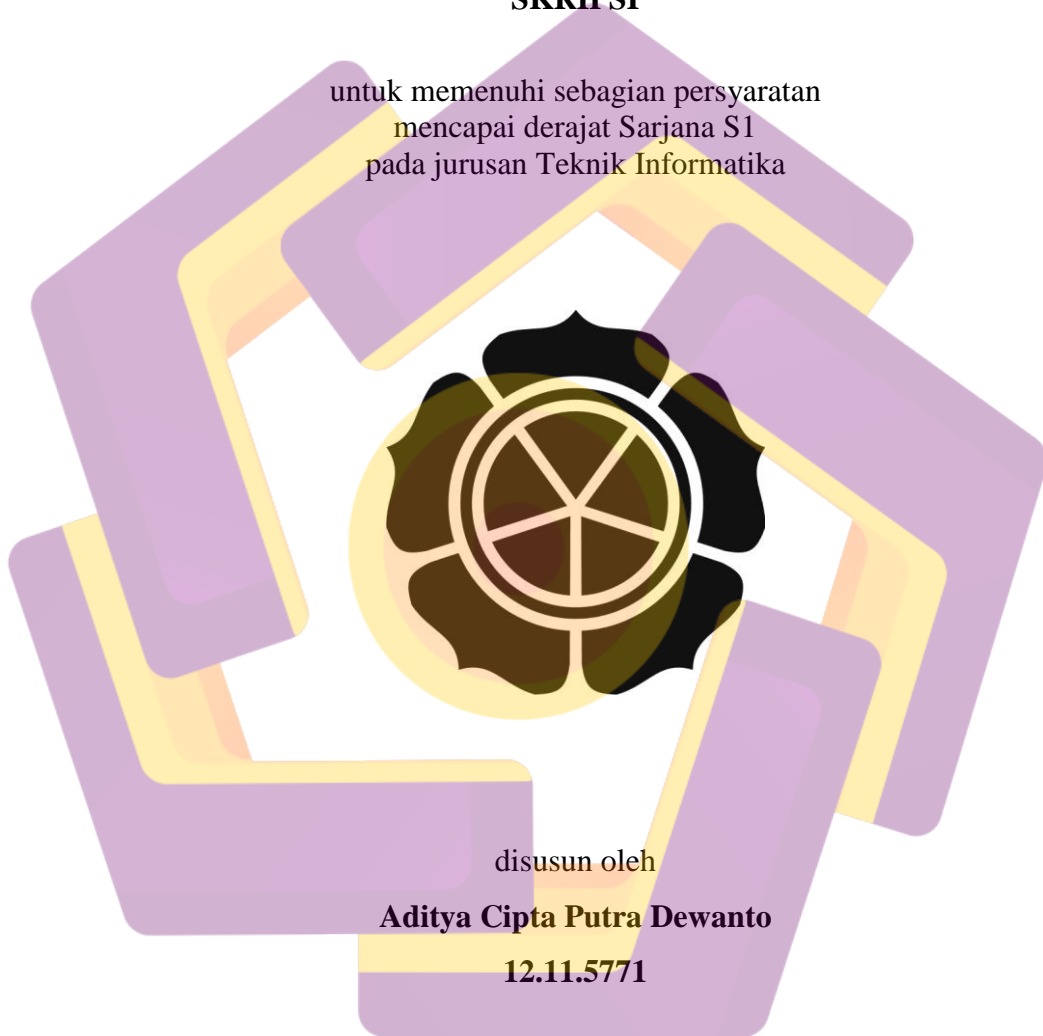 untuk memenuhi sebagian persyaratan
mencapai derajat Sarjana S1
pada jurusan Teknik Informatika
disusun oleh
Aditya Cipta Putra Dewanto
12.11.5771